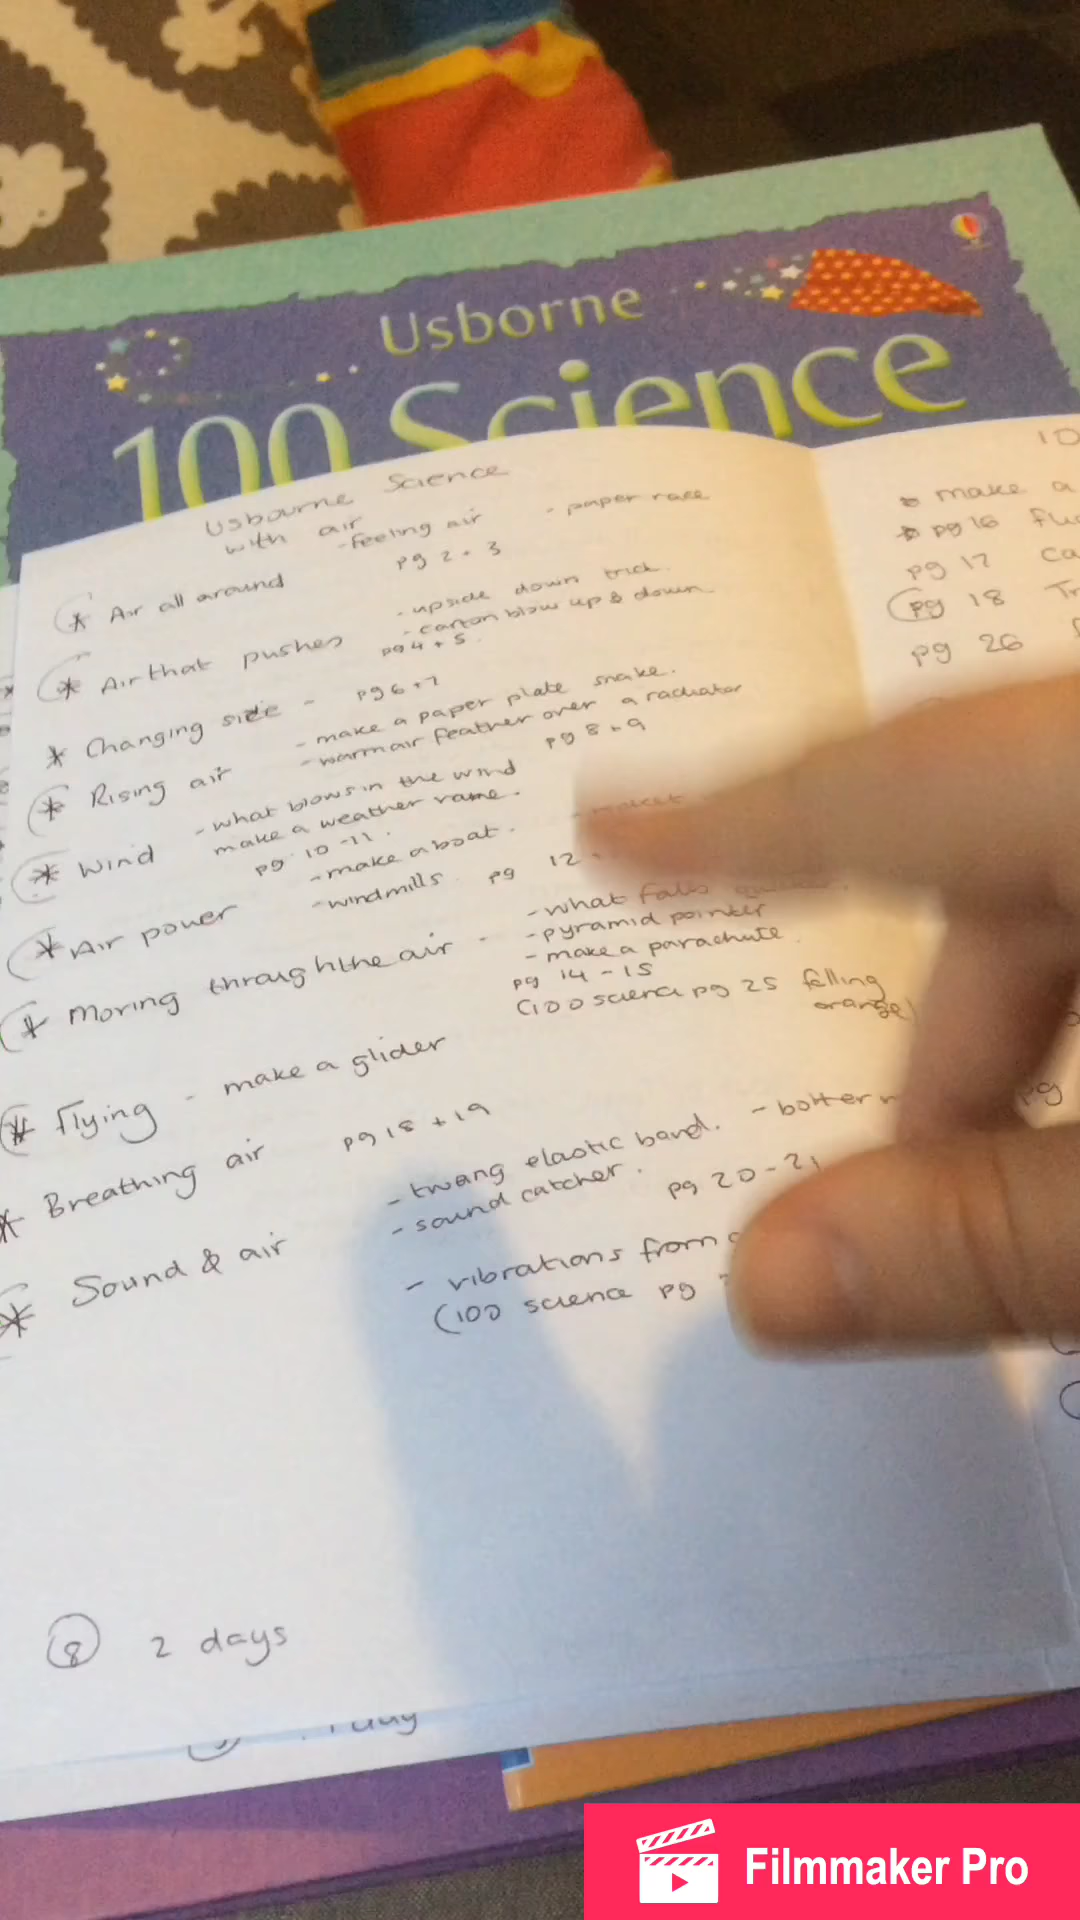 Usborne
100 Science
Usbourne Science
with air
* Air all around
- feeling air
- paper race
pg 2 + 3
* Air that pushes
- upside down trick.
- carton blow up & down
pg 4 + 5.
* Changing size - pg 6 + 7
* Rising air
- make a paper plate snake.
- warm air feather over a radiator
pg 8 + 9
* Wind
- what blows in the wind
make a weather vane.
pg 10 - 11.
* Air power
- make a boat.
- windmills. pg 12
* Moving through the air -
- what falls
- pyramid pointer
- make a parachute.
pg 14 - 15
(100 science pg 25 falling
orange)
* Flying - make a glider
* Breathing air
pg 18 + 19
* Sound & air
- twang elastic band.
- sound catcher.
pg 20 - 21
- vibrations from
(100 science pg
8 2 days
make a
pg 16
pg 17
pg 18
pg 26
pg
Filmmaker Pro